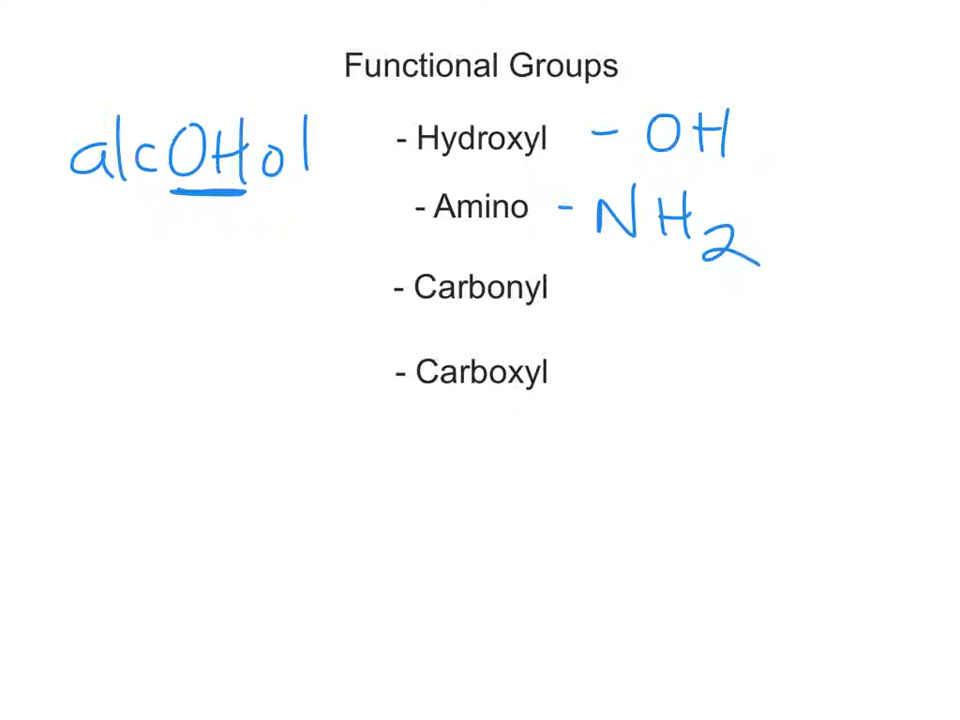 Functional Groups
alcOHol - Hydroxyl - OH
- Amino - NH2
- Carbonyl
- Carboxyl